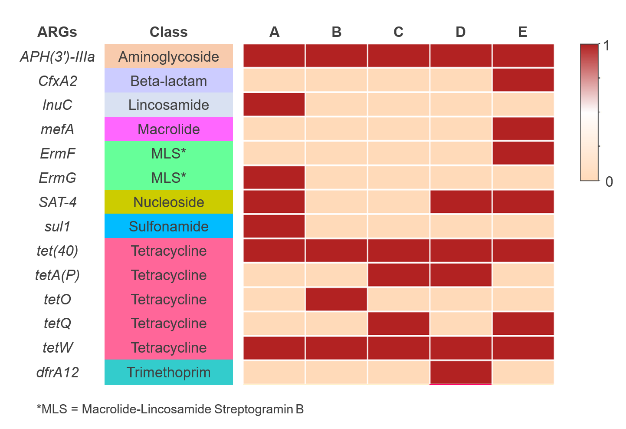 ARGs Class A B C D E
APH(3')-IIIa Aminoglycoside 1
CfxA2 Beta-lactam
lnuC Lincosamide
mefA Macrolide
ErmF MLS*
ErmG MLS* 0
SAT-4 Nucleoside
sul1 Sulfonamide
tet(40) Tetracycline
tetA(P) Tetracycline
tetO Tetracycline
tetQ Tetracycline
tetW Tetracycline
dfrA12 Trimethoprim
*MLS = Macrolide-Lincosamide Streptogramin B